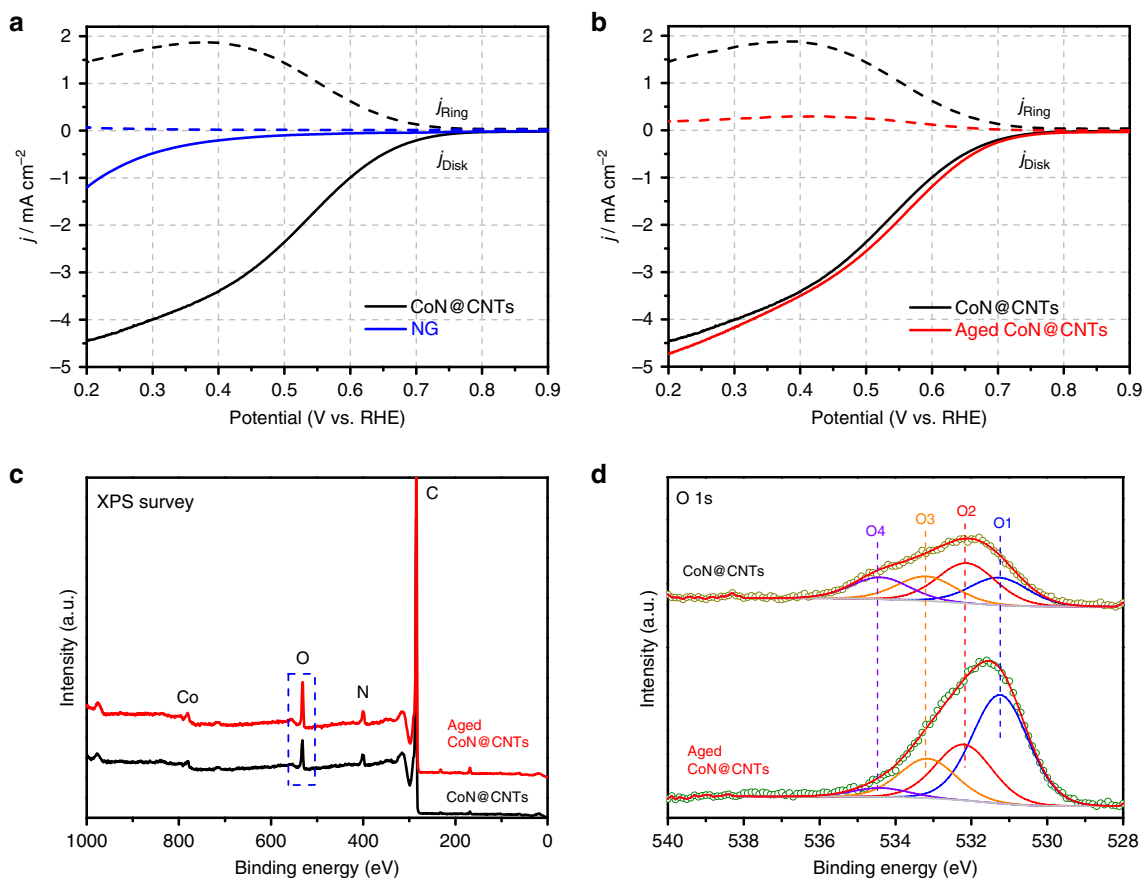 a
2
1
0
–1
–2
–3
–4
–5
j / mA cm−2
jRing
jDisk
CoN@CNTs
NG
0.2 0.3 0.4 0.5 0.6 0.7 0.8 0.9
Potential (V vs. RHE)
b
2
1
0
–1
–2
–3
–4
–5
j / mA cm−2
jRing
jDisk
CoN@CNTs
Aged CoN@CNTs
0.2 0.3 0.4 0.5 0.6 0.7 0.8 0.9
Potential (V vs. RHE)
c
XPS survey
C
O
Co
N
Intensity (a.u.)
Aged
CoN@CNTs
CoN@CNTs
1000 800 600 400 200 0
Binding energy (eV)
d
O 1s
O4 O3 O2 O1
CoN@CNTs
Intensity (a.u.)
Aged
CoN@CNTs
540 538 536 534 532 530 528
Binding energy (eV)